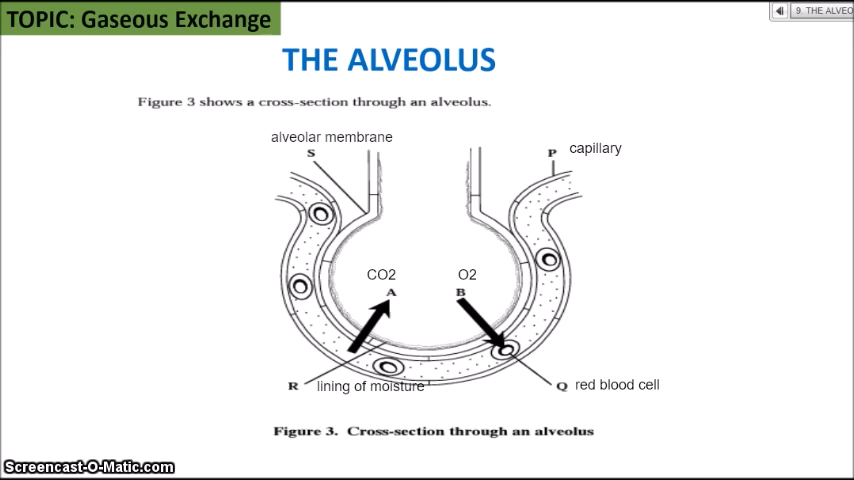 TOPIC: Gaseous Exchange
9. THE ALVEO
THE ALVEOLUS
Figure 3 shows a cross-section through an alveolus.
alveolar membrane
S
P capillary
CO2 O2
A B
R lining of moisture
Q red blood cell
Figure 3. Cross-section through an alveolus
Screencast-O-Matic.com